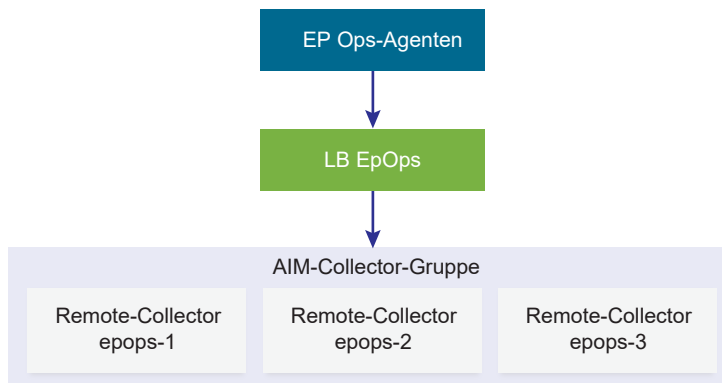 EP Ops-Agenten
LB EpOps
AIM-Collector-Gruppe
Remote-Collector
epops-1
Remote-Collector
epops-2
Remote-Collector
epops-3